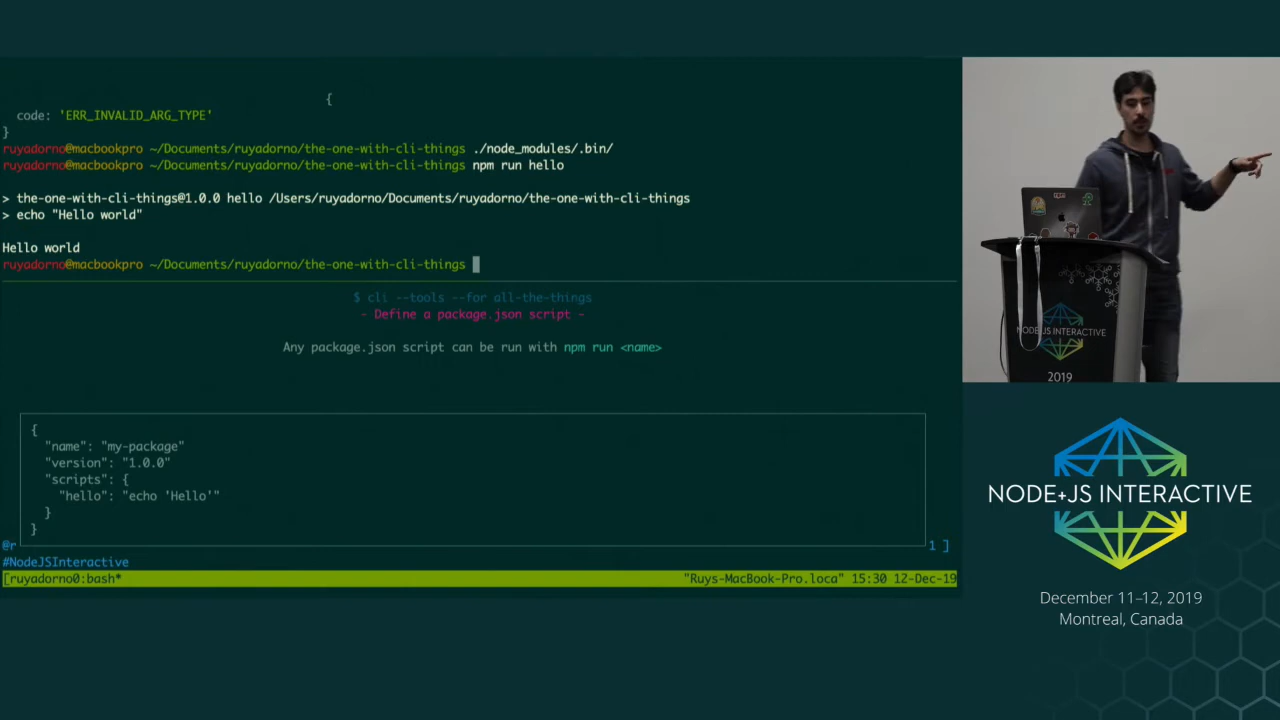 {
code: 'ERR_INVALID_ARG_TYPE'
}
ruyadorno@macbookpro ~/Documents/ruyadorno/the-one-with-cli-things ./node_modules/.bin/
ruyadorno@macbookpro ~/Documents/ruyadorno/the-one-with-cli-things npm run hello
> the-one-with-cli-things@1.0.0 hello /Users/ruyadorno/Documents/ruyadorno/the-one-with-cli-things
> echo "Hello world"
Hello world
ruyadorno@macbookpro ~/Documents/ruyadorno/the-one-with-cli-things
$ cli --tools --for all-the-things
- Define a package.json script -
Any package.json script can be run with npm run <name>
{
"name": "my-package"
"version": "1.0.0"
"scripts": {
"hello": "echo 'Hello'"
}
}
@r 1 ]
#NodeJSInteractive
[ruyadorno0:bash* "Ruys-MacBook-Pro.loca" 15:30 12-Dec-19
NODE JS INTERACTIVE
2019
NODE+JS INTERACTIVE
December 11–12, 2019
Montreal, Canada